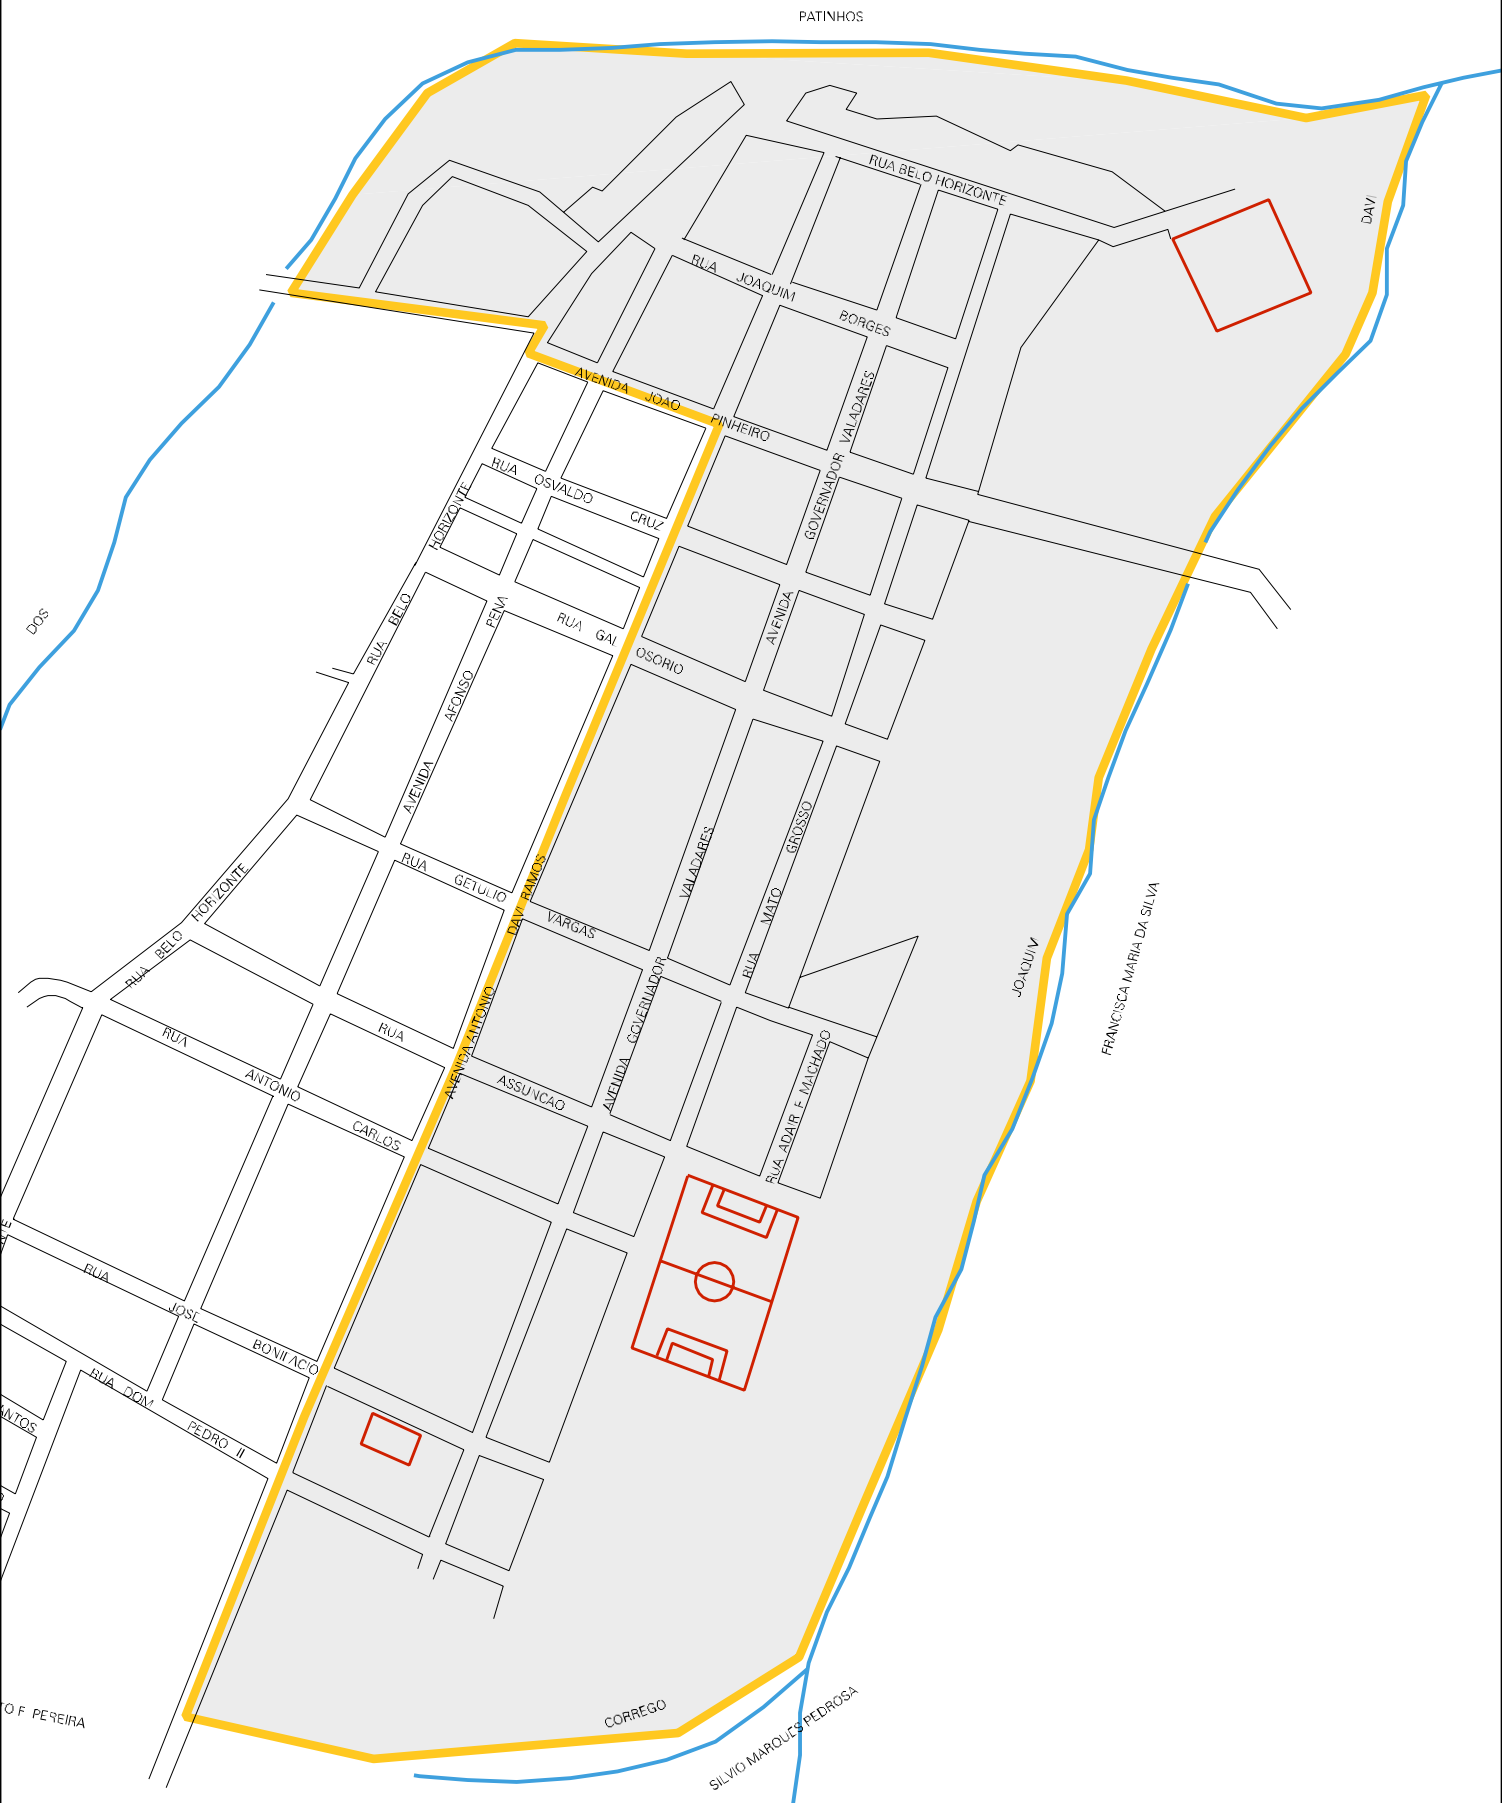 PATINHOS
RUA BELO HORIZONTE
DAVI
RUA JOAQUIM BORGES
AVENIDA JOAO PINHEIRO
VALADARES
GOVERNADOR
AVENIDA
RUA OSVALDO CRUZ
HORIZONTE
BELO
RUA
DOS
PENA
AFONSO
AVENIDA
RUA GAL OSORIO
RUA GETULIO VARGAS
DAVI RAMOS
AVENIDA ANTONIO
VALADARES
GOVERNADOR
AVENIDA
GROSSO
MATO
RUA
HORIZONTE
RUA BELO
FRANCISCA MARIA DA SILVA
JOAQUIM
RUA ASSUNCAO
RUA ANTONIO CARLOS
RUA ADAIR F MACHADO
RUA JOSE BONIFACIO
RUA DOM PEDRO II
ANTOS
TO F PEREIRA
CORREGO
SILVIO MARQUES PEDROSA